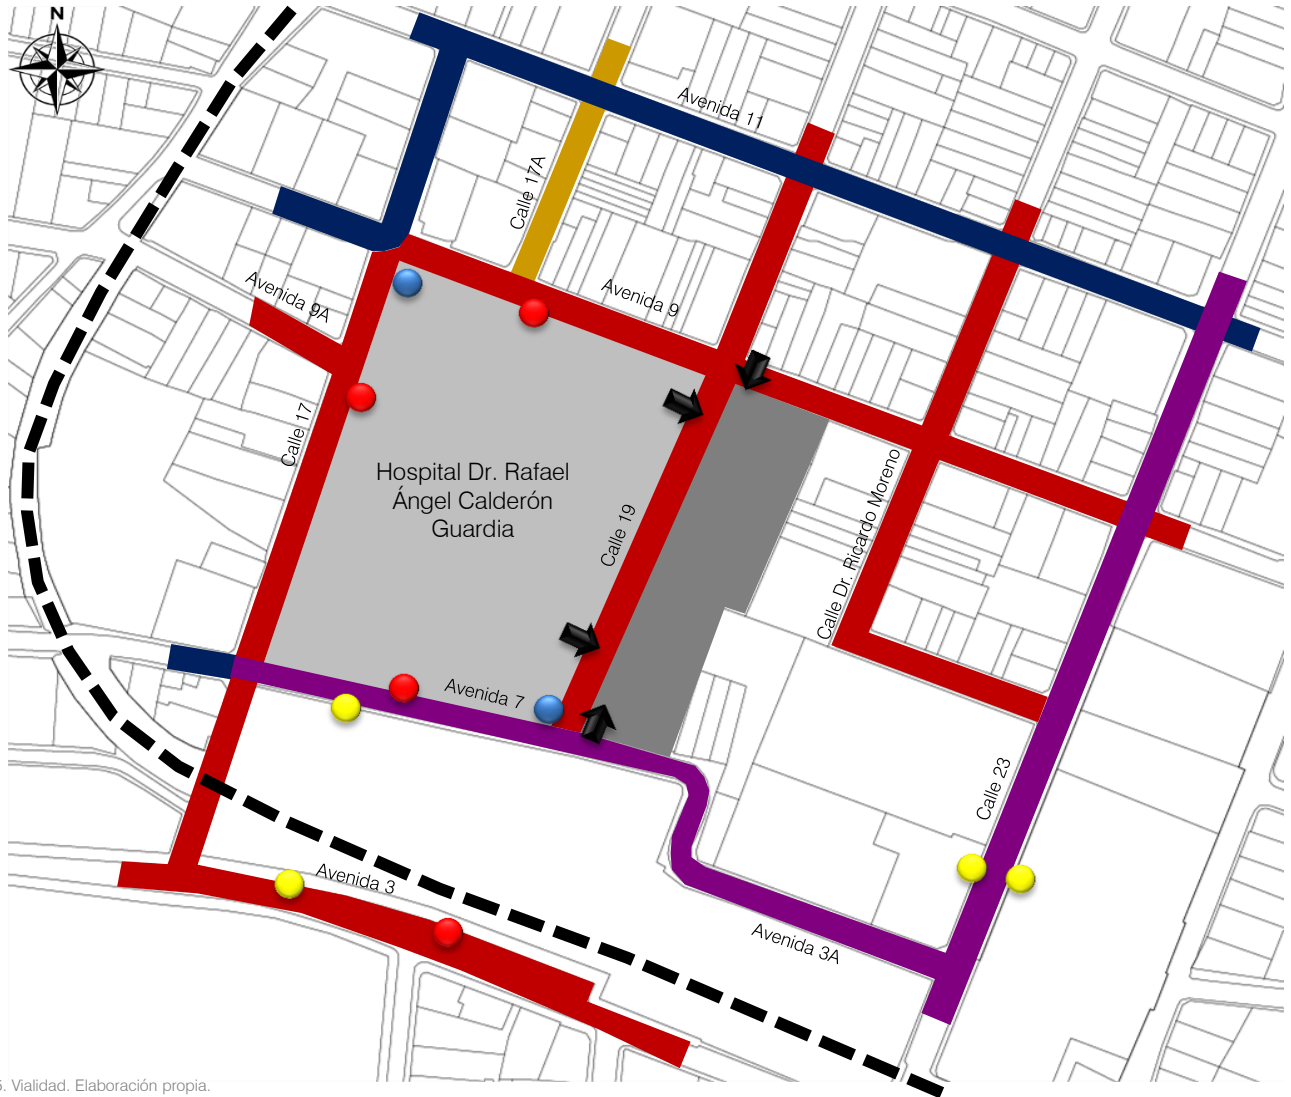 N
Avenida 11
Calle 17A
Avenida 9A
Avenida 9
Calle 17
Hospital Dr. Rafael
Ángel Calderón
Guardia
Calle 19
Calle Dr. Ricardo Moreno
Avenida 7
Calle 23
Avenida 3
Avenida 3A
5. Vialidad. Elaboración propia.